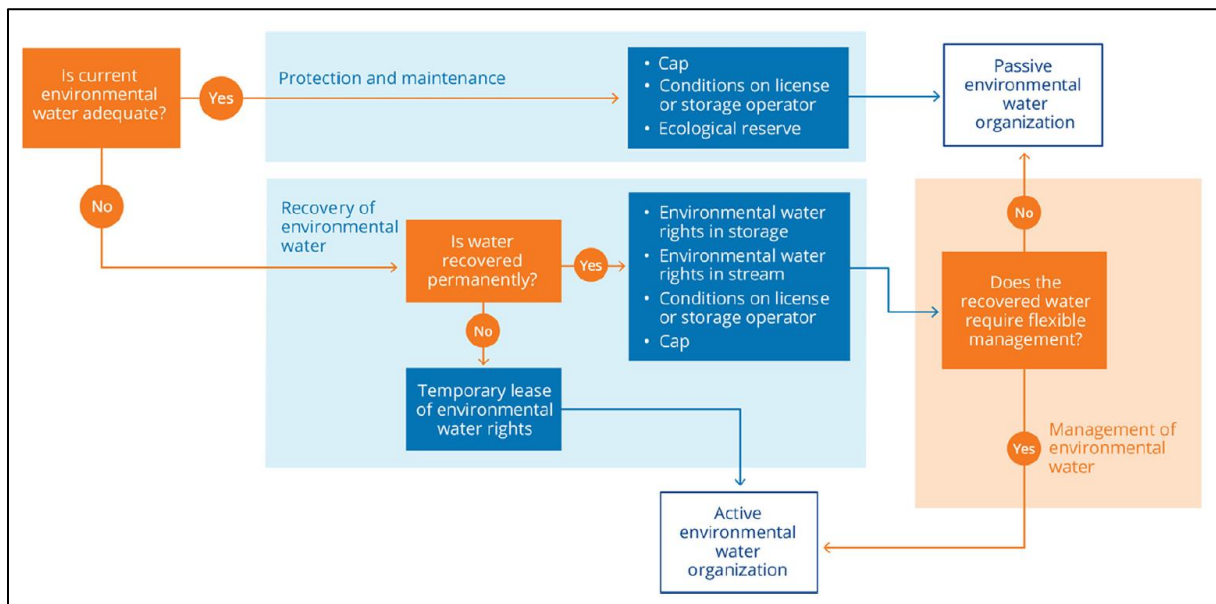 Is current
environmental
water adequate?
Yes
Protection and maintenance
• Cap
• Conditions on license
or storage operator
• Ecological reserve
Passive
environmental
water
organization
No
Recovery of
environmental
water
Is water
recovered
permanently?
Yes
• Environmental water
rights in storage
• Environmental water
rights in stream
• Conditions on license
or storage operator
• Cap
No
Does the
recovered water
require flexible
management?
No
Temporary lease
of environmental
water rights
Yes
Management of
environmental
water
Active
environmental
water
organization